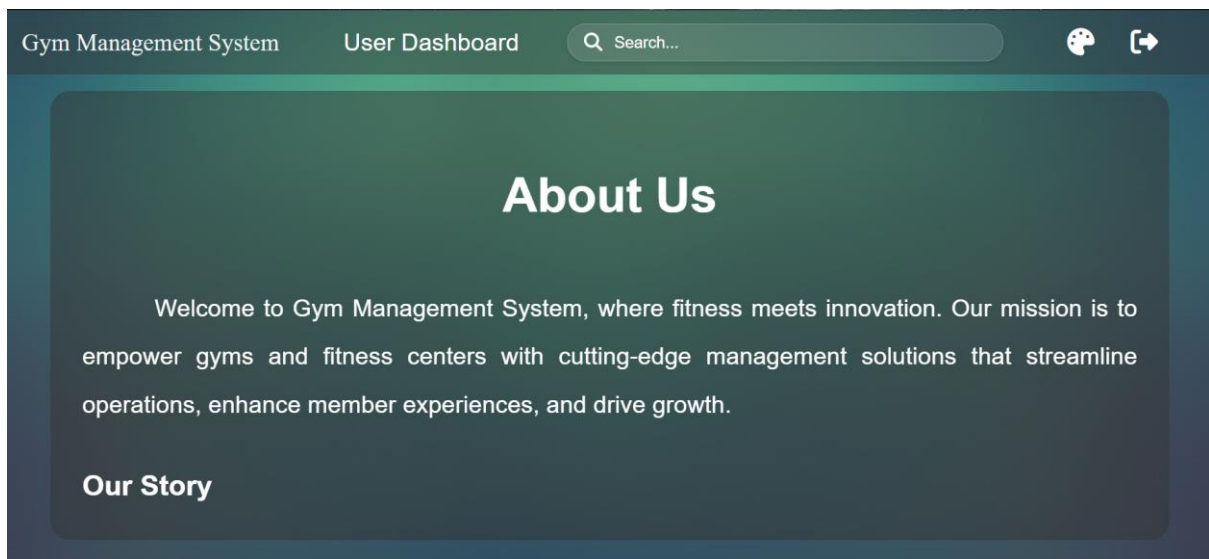 Gym Management System User Dashboard Search...
About Us
Welcome to Gym Management System, where fitness meets innovation. Our mission is to
empower gyms and fitness centers with cutting-edge management solutions that streamline
operations, enhance member experiences, and drive growth.
Our Story